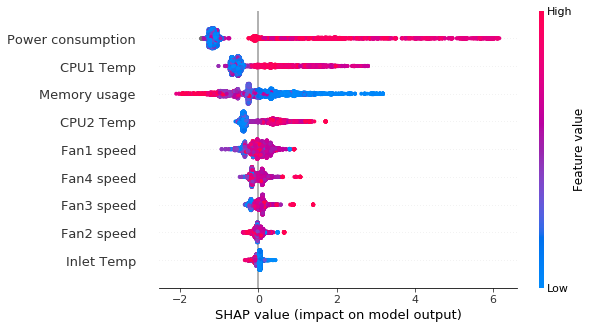 High
Power consumption
CPU1 Temp
Memory usage
CPU2 Temp
Fan1 speed
Fan4 speed
Fan3 speed
Fan2 speed
Inlet Temp
Feature value
Low
−2 0 2 4 6
SHAP value (impact on model output)